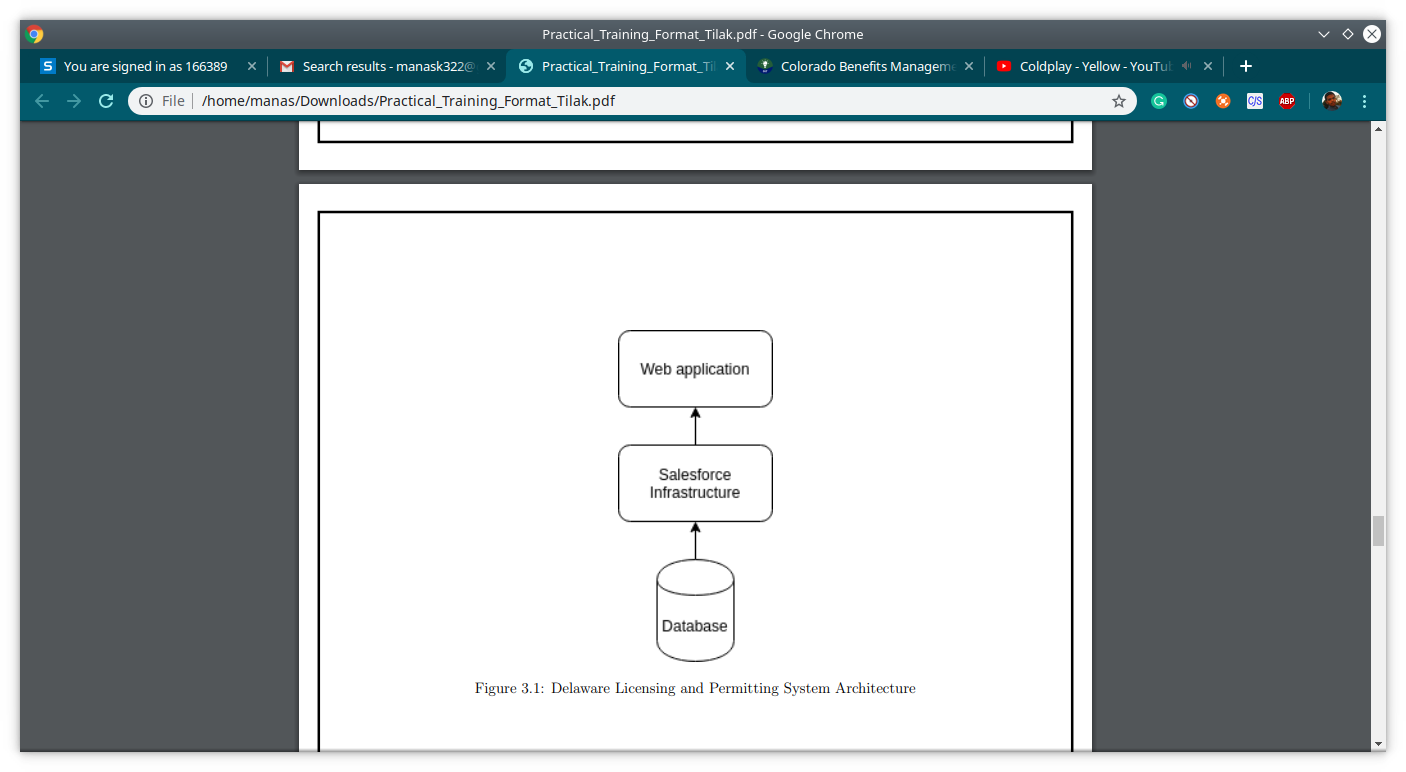 Practical_Training_Format_Tilak.pdf - Google Chrome
You are signed in as 166389
Search results - manask322@
Practical_Training_Format_Til
Colorado Benefits Managem
Coldplay - Yellow - YouTub
File
/home/manas/Downloads/Practical_Training_Format_Tilak.pdf
C/S
ABP
Web application
Salesforce
Infrastructure
Database
Figure 3.1: Delaware Licensing and Permitting System Architecture